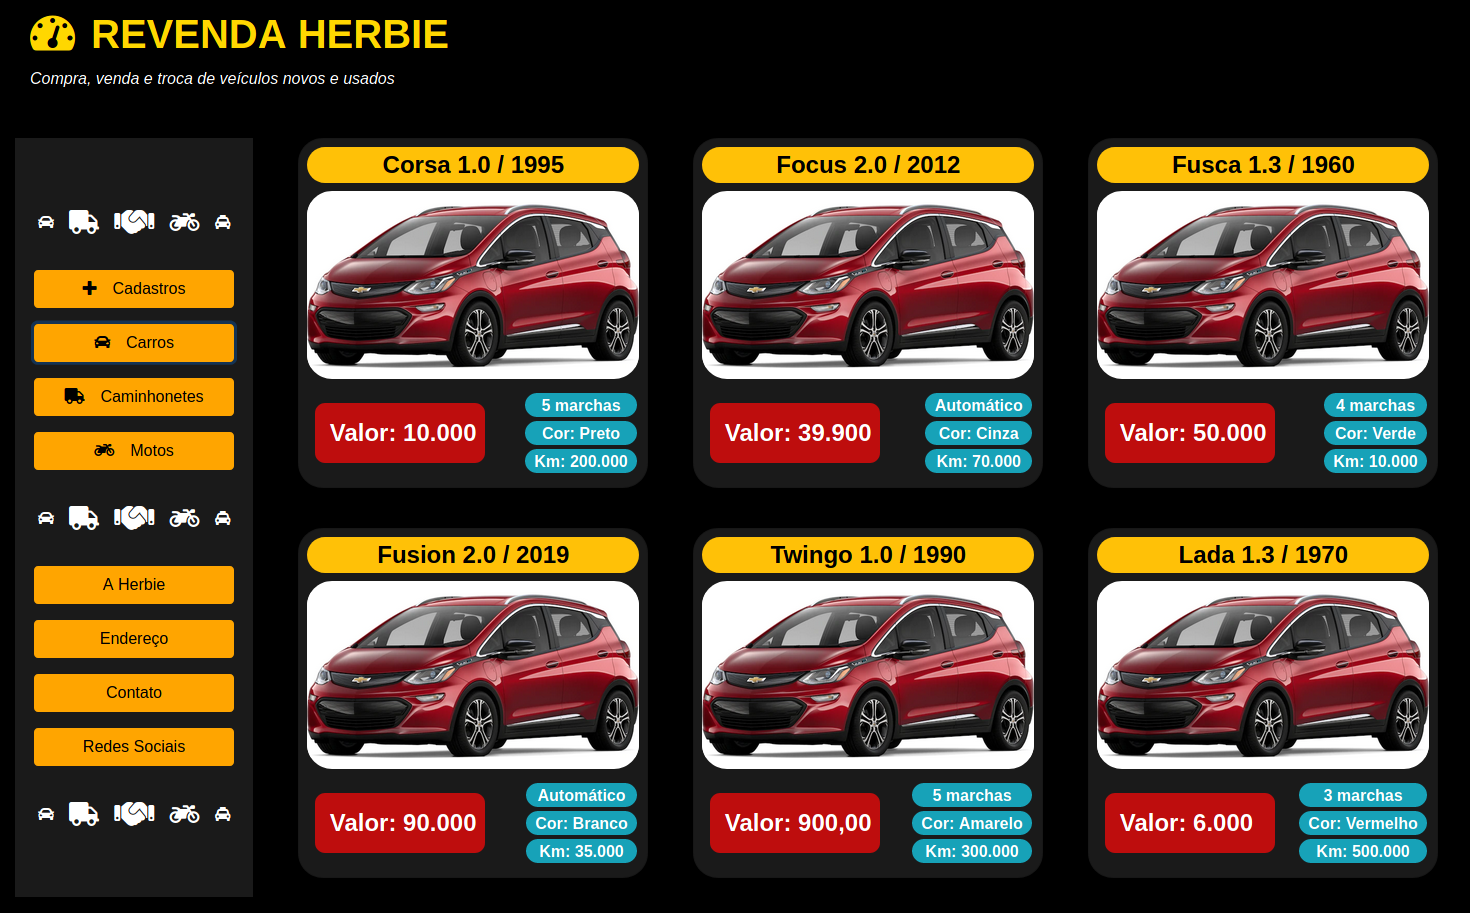 REVENDA HERBIE
Compra, venda e troca de veículos novos e usados
Cadastros
Carros
Caminhonetes
Motos
A Herbie
Endereço
Contato
Redes Sociais
Corsa 1.0 / 1995
Valor: 10.000
5 marchas
Cor: Preto
Km: 200.000
Focus 2.0 / 2012
Valor: 39.900
Automático
Cor: Cinza
Km: 70.000
Fusca 1.3 / 1960
Valor: 50.000
4 marchas
Cor: Verde
Km: 10.000
Fusion 2.0 / 2019
Valor: 90.000
Automático
Cor: Branco
Km: 35.000
Twingo 1.0 / 1990
Valor: 900,00
5 marchas
Cor: Amarelo
Km: 300.000
Lada 1.3 / 1970
Valor: 6.000
3 marchas
Cor: Vermelho
Km: 500.000